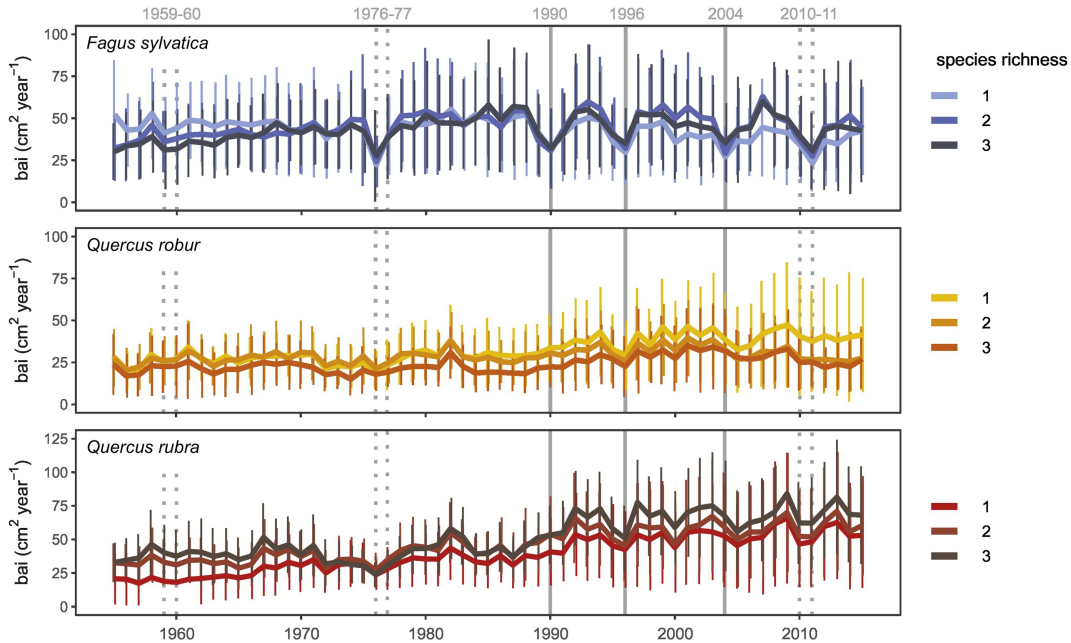 1959-60 1976-77 1990 1996 2004 2010-11
Fagus sylvatica
100
75
50
25
0
bai (cm² year⁻¹)
species richness
1
2
3
Quercus robur
100
75
50
25
0
bai (cm² year⁻¹)
1
2
3
Quercus rubra
125
100
75
50
25
0
bai (cm² year⁻¹)
1
2
3
1960 1970 1980 1990 2000 2010